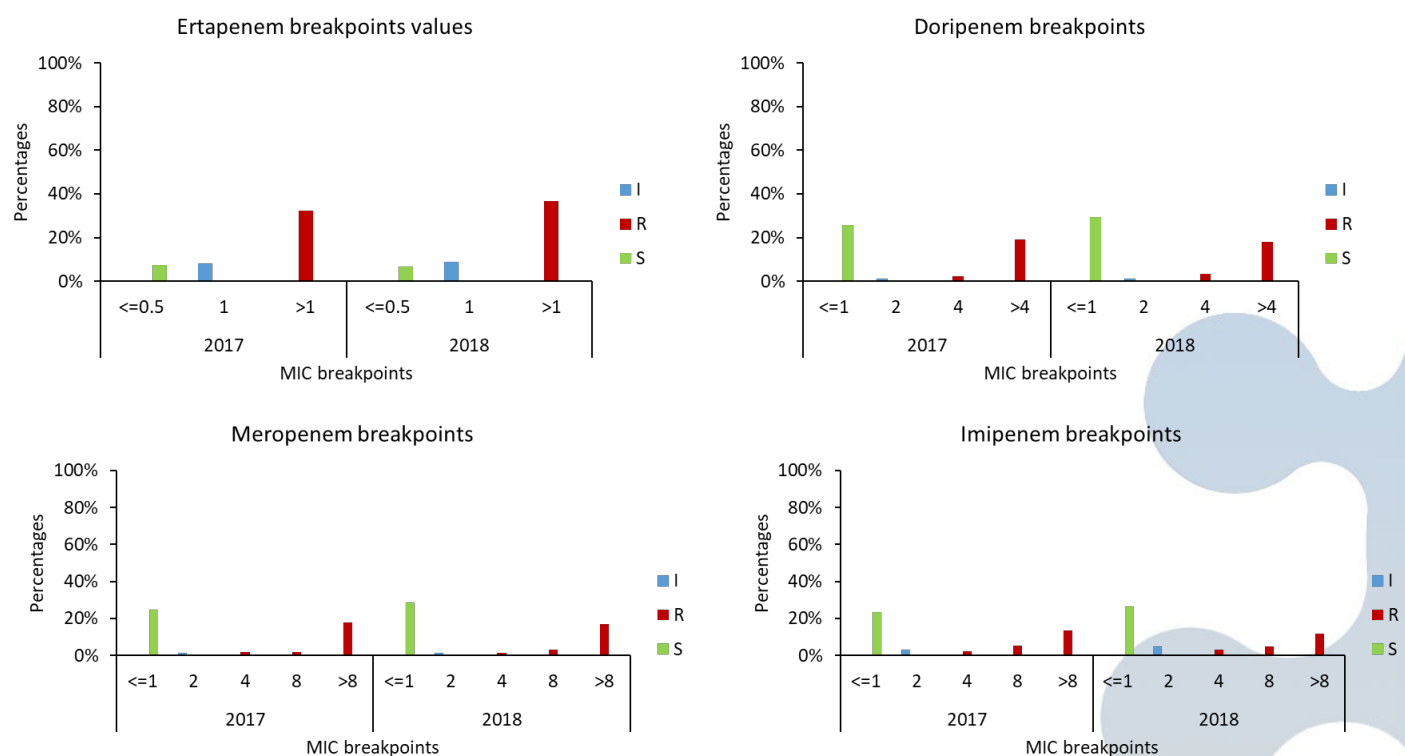 Ertapenem breakpoints values
100%
80%
60%
40%
20%
0%
Percentages
<=0.5 1 >1 <=0.5 1 >1
2017 2018
MIC breakpoints
I
R
S
Doripenem breakpoints
100%
80%
60%
40%
20%
0%
Percentages
<=1 2 4 >4 <=1 2 4 >4
2017 2018
MIC breakpoints
I
R
S
Meropenem breakpoints
100%
80%
60%
40%
20%
0%
Percentages
<=1 2 4 8 >8 <=1 2 4 8 >8
2017 2018
MIC breakpoints
I
R
S
Imipenem breakpoints
100%
80%
60%
40%
20%
0%
Percentages
<=1 2 4 8 >8 <=1 2 4 8 >8
2017 2018
MIC breakpoints
I
R
S